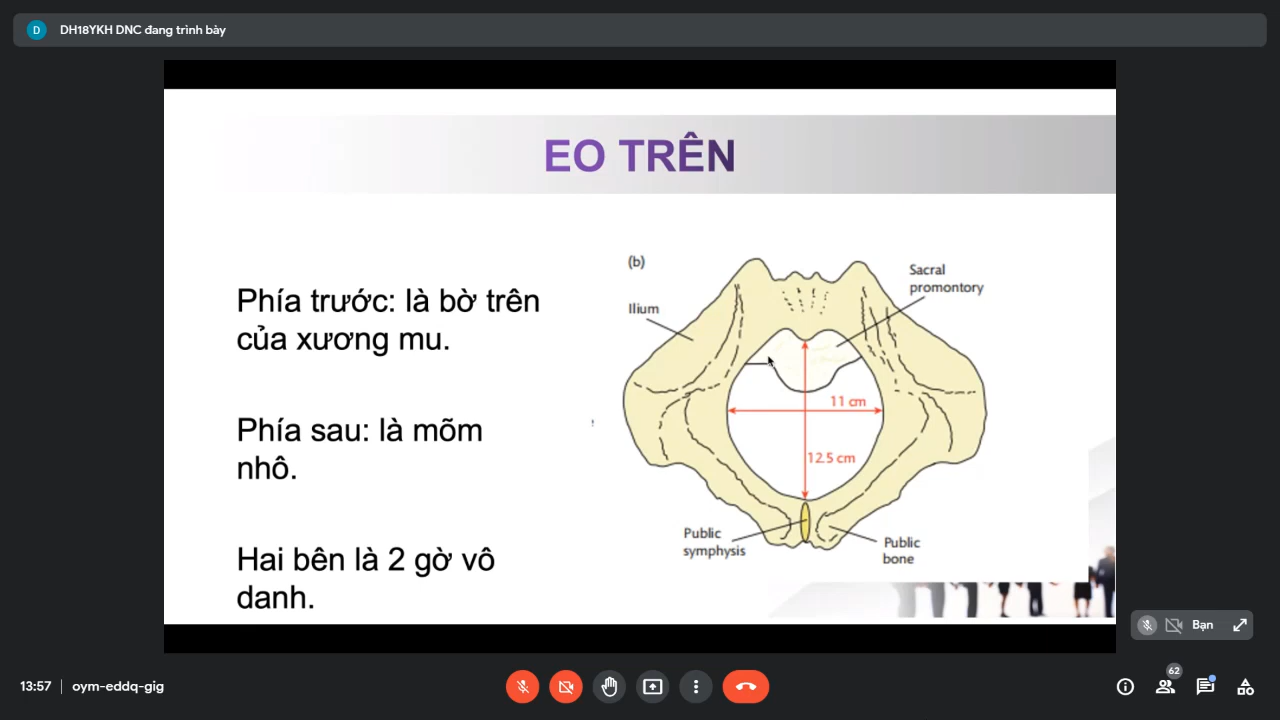 D DH18YKH DNC đang trình bày
EO TRÊN
Phía trước: là bờ trên
của xương mu.
Phía sau: là mõm
nhô.
Hai bên là 2 gờ vô
danh.
(b)
Sacral
promontory
Ilium
11 cm
12.5 cm
Public
symphysis
Public
bone
Bạn
13:57 | oym-eddq-gig
62